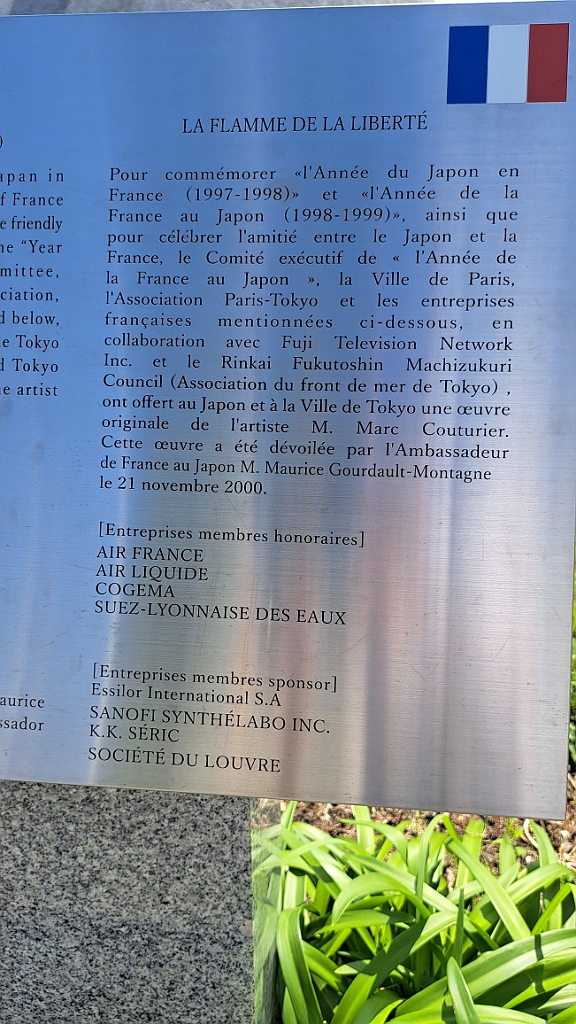 )
apan in
f France
e friendly
ne “Year
mittee,
ciation,
d below,
e Tokyo
d Tokyo
e artist
aurice
ssador
LA FLAMME DE LA LIBERTÉ
Pour commémorer «l'Année du Japon en
France (1997-1998)» et «l'Année de la
France au Japon (1998-1999)», ainsi que
pour célébrer l'amitié entre le Japon et la
France, le Comité exécutif de « l'Année de
la France au Japon », la Ville de Paris,
l'Association Paris-Tokyo et les entreprises
françaises mentionnées ci-dessous, en
collaboration avec Fuji Television Network
Inc. et le Rinkai Fukutoshin Machizukuri
Council (Association du front de mer de Tokyo) ,
ont offert au Japon et à la Ville de Tokyo une œuvre
originale de l'artiste M. Marc Couturier.
Cette œuvre a été dévoilée par l'Ambassadeur
de France au Japon M. Maurice Gourdault-Montagne
le 21 novembre 2000.
[Entreprises membres honoraires]
AIR FRANCE
AIR LIQUIDE
COGEMA
SUEZ-LYONNAISE DES EAUX
[Entreprises membres sponsor]
Essilor International S.A
SANOFI SYNTHÉLABO INC.
K.K. SÉRIC
SOCIÉTÉ DU LOUVRE